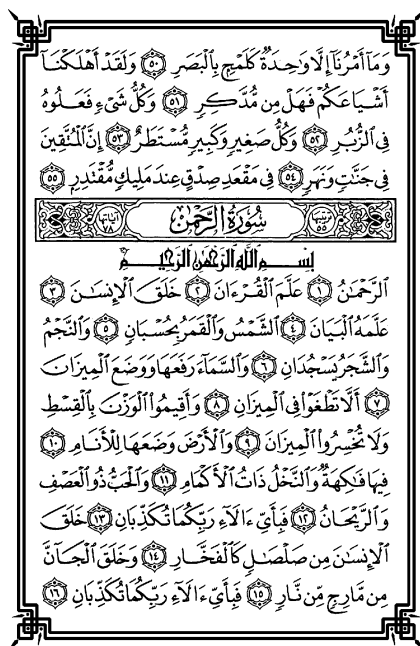 وَمَآ أَمْرُنَآ إِلَّا وَٰحِدَةٌ كَلَمْحٍۭ بِٱلْبَصَرِ ٥٠ وَلَقَدْ أَهْلَكْنَآ
أَشْيَاعَكُمْ فَهَلْ مِن مُّدَّكِرٍ ٥١ وَكُلُّ شَىْءٍ فَعَلُوهُ
فِى ٱلزُّبُرِ ٥٢ وَكُلُّ صَغِيرٍ وَكَبِيرٍ مُّسْتَطَرٌ ٥٣ إِنَّ ٱلْمُتَّقِينَ
فِى جَنَّٰتٍ وَنَهَرٍ ٥٤ فِى مَقْعَدِ صِدْقٍ عِندَ مَلِيكٍ مُّقْتَدِرٍۭ ٥٥
ترتيبها ٥٥ سُورَةُ الرَّحْمَٰن آياتها ٧٨
بِسْمِ ٱللَّهِ ٱلرَّحْمَٰنِ ٱلرَّحِيمِ
ٱلرَّحْمَٰنُ ١ عَلَّمَ ٱلْقُرْءَانَ ٢ خَلَقَ ٱلْإِنسَٰنَ ٣
عَلَّمَهُ ٱلْبَيَانَ ٤ ٱلشَّمْسُ وَٱلْقَمَرُ بِحُسْبَانٍ ٥ وَٱلنَّجْمُ
وَٱلشَّجَرُ يَسْجُدَانِ ٦ وَٱلسَّمَآءَ رَفَعَهَا وَوَضَعَ ٱلْمِيزَانَ
٧ أَلَّا تَطْغَوْا۟ فِى ٱلْمِيزَانِ ٨ وَأَقِيمُوا۟ ٱلْوَزْنَ بِٱلْقِسْطِ
وَلَا تُخْسِرُوا۟ ٱلْمِيزَانَ ٩ وَٱلْأَرْضَ وَضَعَهَا لِلْأَنَامِ ١٠
فِيهَا فَٰكِهَةٌ وَٱلنَّخْلُ ذَاتُ ٱلْأَكْمَامِ ١١ وَٱلْحَبُّ ذُو ٱلْعَصْفِ
وَٱلرَّيْحَانُ ١٢ فَبِأَىِّ ءَالَآءِ رَبِّكُمَا تُكَذِّبَانِ ١٣ خَلَقَ
ٱلْإِنسَٰنَ مِن صَلْصَٰلٍ كَٱلْفَخَّارِ ١٤ وَخَلَقَ ٱلْجَآنَّ
مِن مَّارِجٍ مِّن نَّارٍ ١٥ فَبِأَىِّ ءَالَآءِ رَبِّكُمَا تُكَذِّبَانِ ١٦